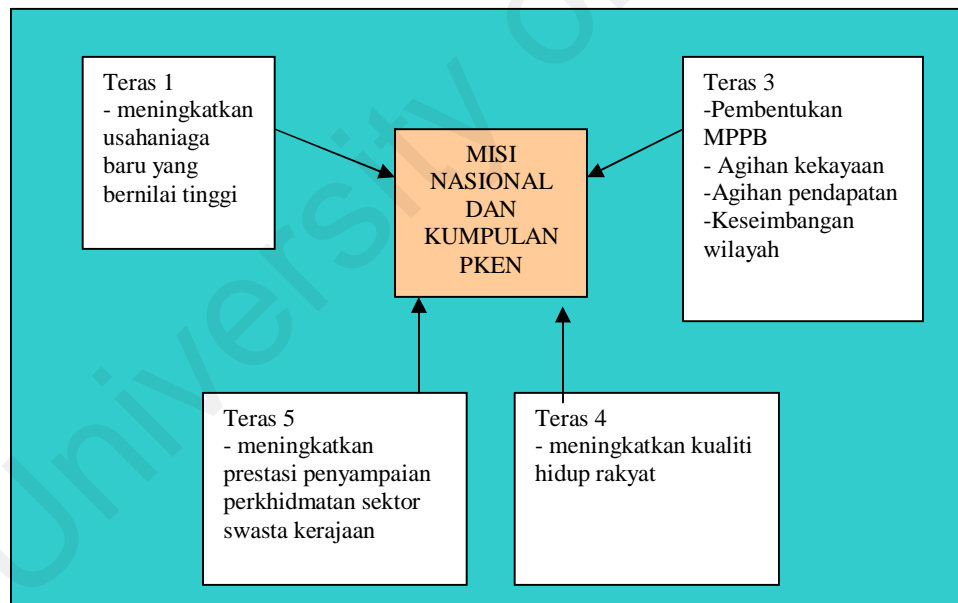 Teras 1
- meningkatkan
usahaniaga
baru yang
bernilai tinggi
MISI
NASIONAL
DAN
KUMPULAN
PKEN
Teras 3
-Pembentukan
MPPB
- Agihan kekayaan
-Agihan pendapatan
-Keseimbangan
wilayah
Teras 5
- meningkatkan
prestasi penyampaian
perkhidmatan sektor
swasta kerajaan
Teras 4
- meningkatkan kualiti
hidup rakyat
University of